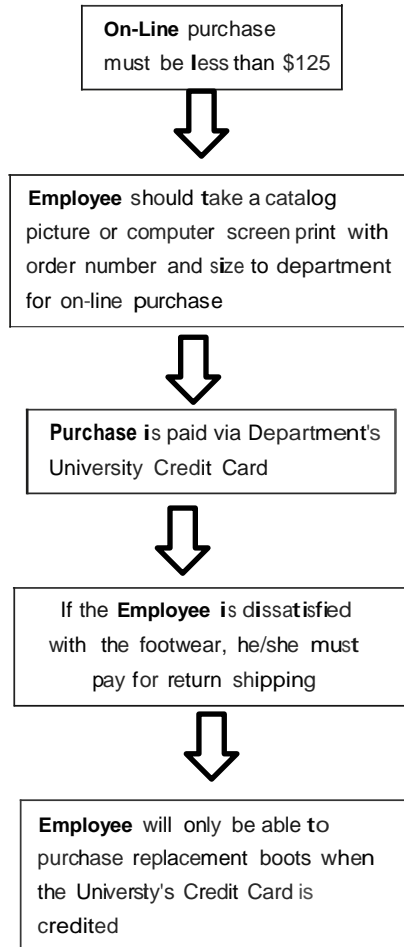 On-Line purchase
must be less than $125
Employee should take a catalog
picture or computer screen print with
order number and size to department
for on-line purchase
Purchase is paid via Department's
University Credit Card
If the Employee is dissatisfied
with the footwear, he/she must
pay for return shipping
Employee will only be able to
purchase replacement boots when
the Universty's Credit Card is
credited